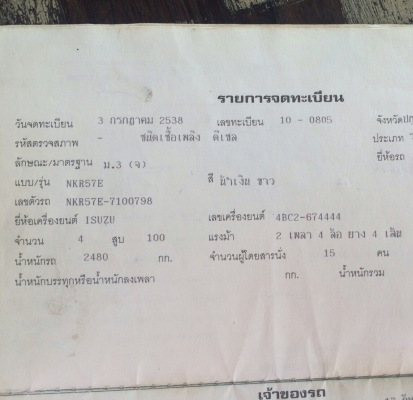 รายการจดทะเบียน
วันจดทะเบียน 3 กรกฎาคม 2538 เลขทะเบียน 10 - 0805 จังหวัด
รหัสตรวจสภาพ - ชนิดเชื้อเพลิง ดีเซล ประเภท
ลักษณะ/มาตรฐาน ม.3 (จ) ยี่ห้อรถ
แบบ/รุ่น NKR57E สี น้ำเงิน ขาว
เลขตัวรถ NKR57E-7100798
ยี่ห้อเครื่องยนต์ ISUZU เลขเครื่องยนต์ 4BC2-674444
จำนวน 4 สูบ 100 แรงม้า 2 เพลา 4 ล้อ ยาง 4 เส้น
น้ำหนักรถ 2480 กก. จำนวนผู้โดยสารนั่ง 15 คน
น้ำหนักบรรทุกหรือน้ำหนักลงเพลา กก. น้ำหนักรวม
เจ้าของรถ